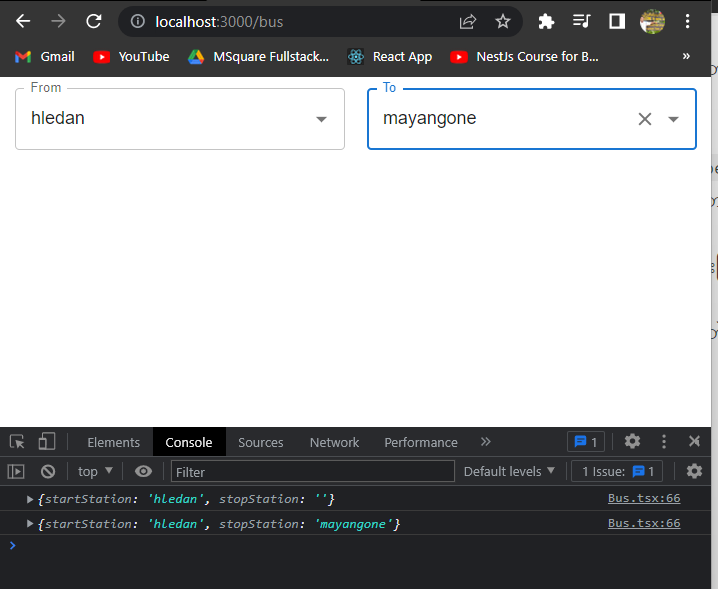 localhost:3000/bus
Gmail YouTube MSquare Fullstack... React App NestJs Course for B... »
From To
hledan mayangone
Elements Console Sources Network Performance » 1
top Filter Default levels 1 Issue: 1
{startStation: 'hledan', stopStation: ''} Bus.tsx:66
{startStation: 'hledan', stopStation: 'mayangone'} Bus.tsx:66